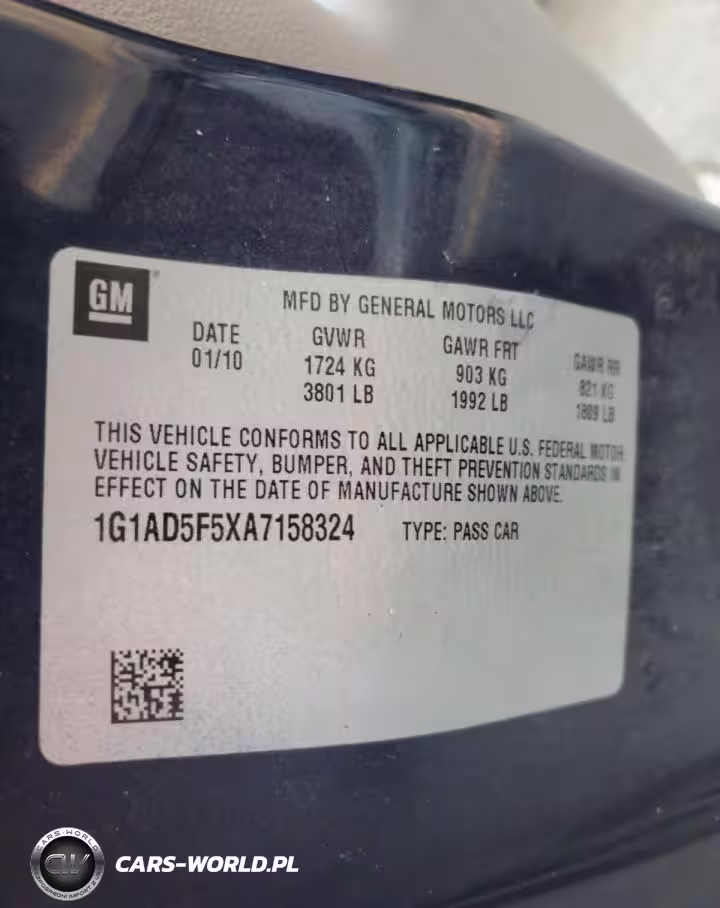 GM
MFD BY GENERAL MOTORS LLC
DATE GVWR GAWR FRT GAWR RR
01/10 1724 KG 903 KG 821 KG
3801 LB 1992 LB 1809 LB
THIS VEHICLE CONFORMS TO ALL APPLICABLE U.S. FEDERAL MOTOR
VEHICLE SAFETY, BUMPER, AND THEFT PREVENTION STANDARDS IN
EFFECT ON THE DATE OF MANUFACTURE SHOWN ABOVE.
1G1AD5F5XA7158324 TYPE: PASS CAR
CARS-WORLD
CW
CARS-WORLD.PL